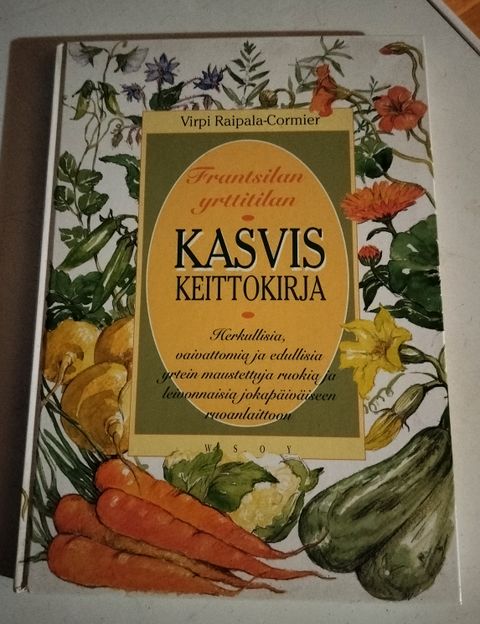 Virpi Raipala-Cormier
Frantsilan
yrttitilan
KASVIS
KEITTOKIRJA
Herkullisia,
vaivattomia ja edullisia
yrtein maustettuja ruokia ja
leivonnaisia jokapäiväiseen
ruoanlaittoon
WSOY